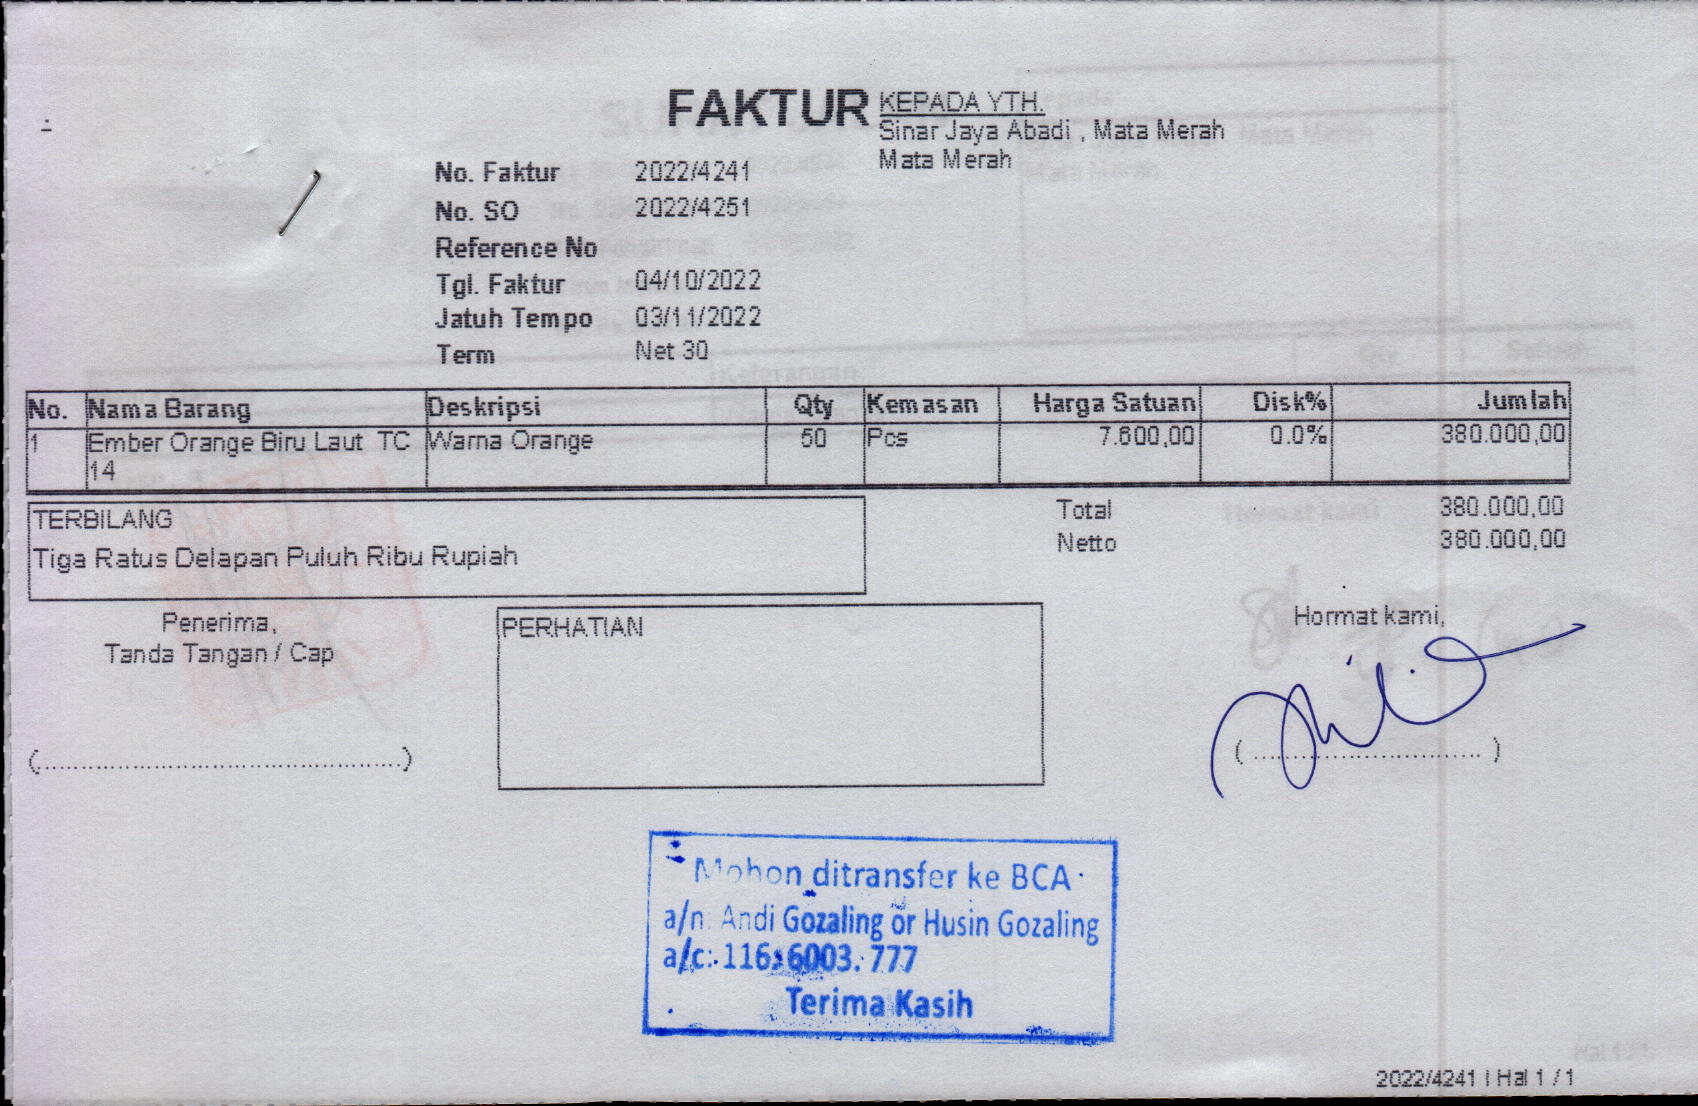 FAKTUR
KEPADA YTH.
Sinar Jaya Abadi , Mata Merah
Mata Merah
No. Faktur 2022/4241
No. SO 2022/4251
Reference No
Tgl. Faktur 04/10/2022
Jatuh Tempo 03/11/2022
Term Net 30
No. Nama Barang Deskripsi Qty Kemasan Harga Satuan Disk% Jumlah
1 Ember Orange Biru Laut TC Warna Orange 50 Pcs 7.600,00 0.0% 380.000,00
14
TERBILANG
Tiga Ratus Delapan Puluh Ribu Rupiah
Total 380.000,00
Netto 380.000,00
Penerima,
Tanda Tangan / Cap
PERHATIAN
Hormat kami,
Mohon ditransfer ke BCA
a/n. Andi Gozaling or Husin Gozaling
a/c: 116.6003.777
Terima Kasih
2022/4241 | Hal 1 / 1